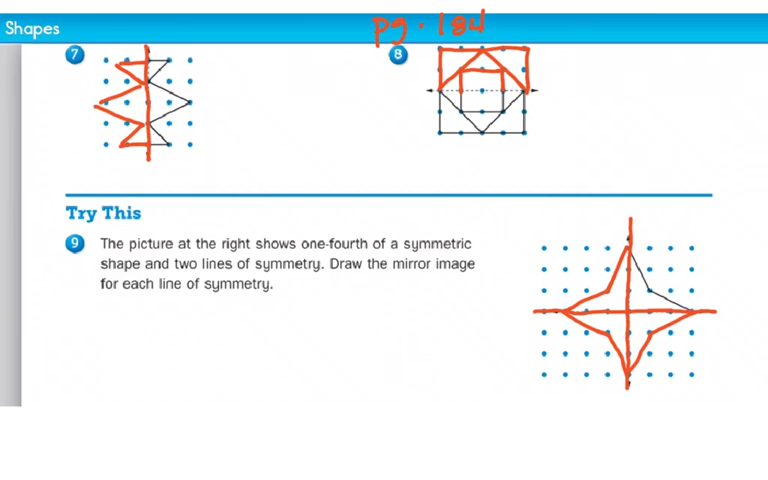 pg. 184
Shapes
7
8
Try This
9 The picture at the right shows one-fourth of a symmetric
shape and two lines of symmetry. Draw the mirror image
for each line of symmetry.